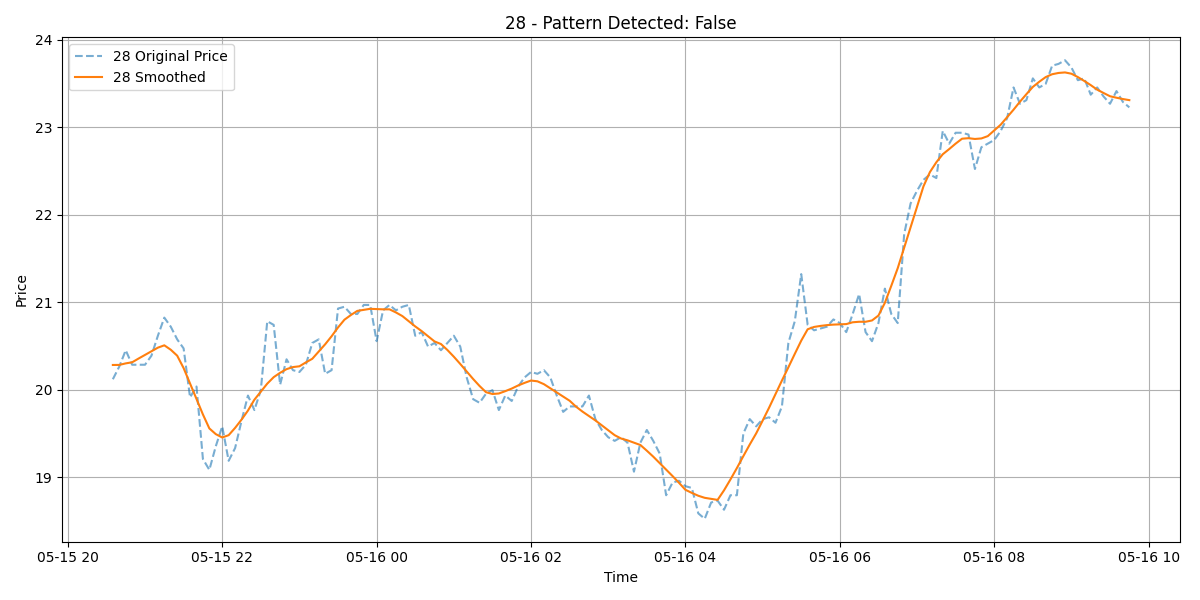 28 - Pattern Detected: False
28 Original Price
28 Smoothed
Price
24
23
22
21
20
19
05-15 20
05-15 22
05-16 00
05-16 02
05-16 04
05-16 06
05-16 08
05-16 10
Time